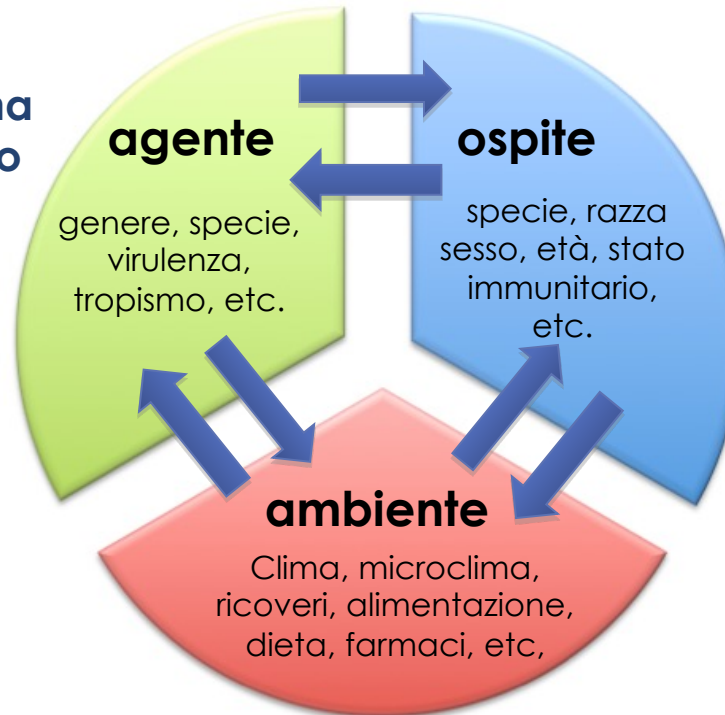 agente
genere, specie,
virulenza,
tropismo, etc.
ospite
specie, razza
sesso, età, stato
immunitario,
etc.
ambiente
Clima, microclima,
ricoveri, alimentazione,
dieta, farmaci, etc,